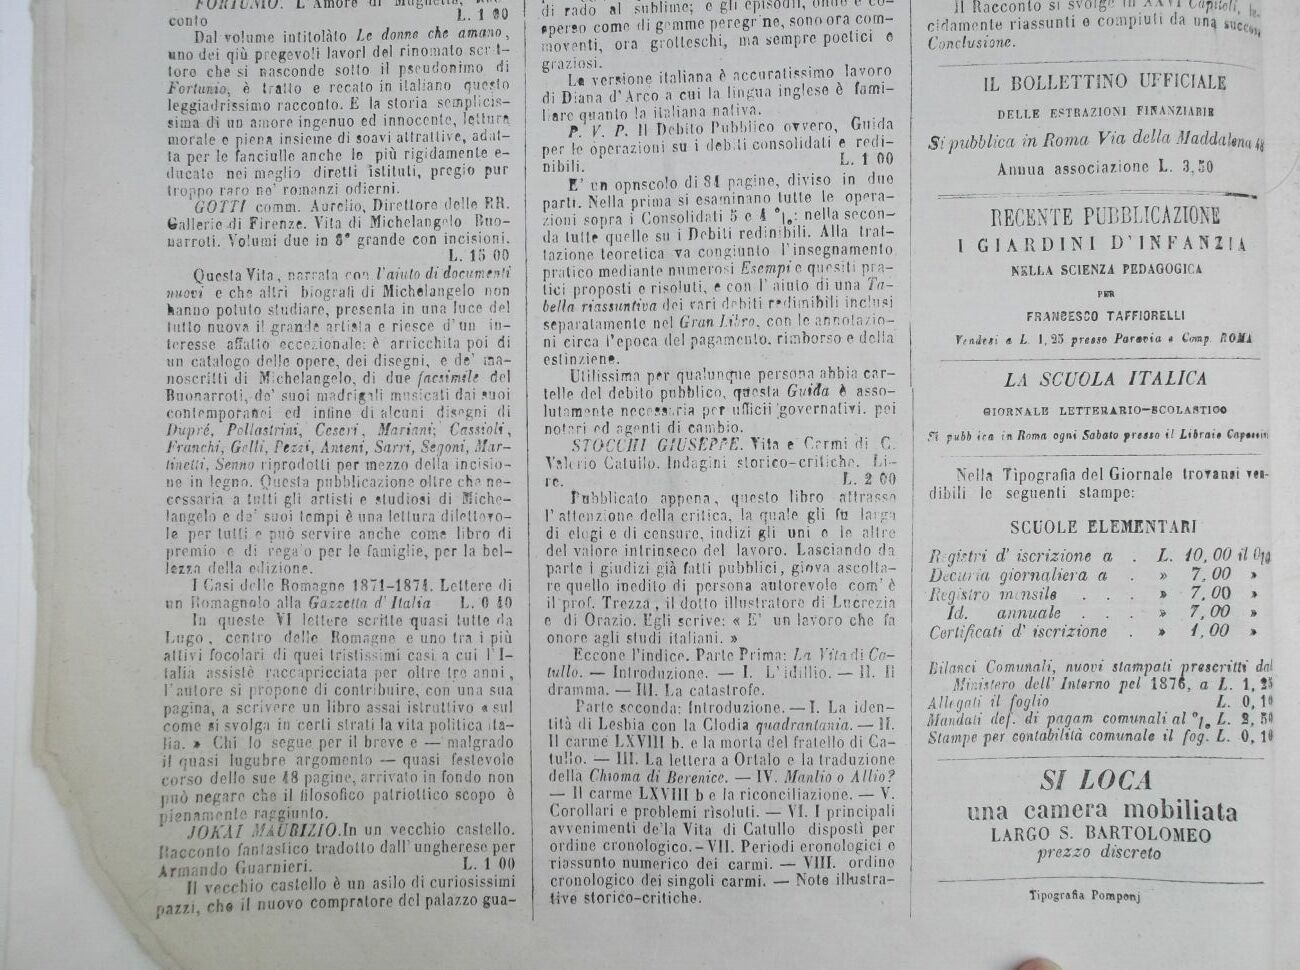 FORTUNIO. L'Amore di Mughetto, Rac-
conto L. 1 00
Dal volume intitolàto Le donne che amano,
uno dei qiù pregevoli lavorl del rinomato scrit-
tore che si nasconde sotto il pseudonimo di
Fortunio, è tratto e recato in italiano questo
leggiadrissimo racconto. E la storia semplicis-
sima di un amore ingenuo ed innocente, lettura
morale e piena insieme di soavi attrattive, adat-
ta per le fanciulle anche le più rigidamente e-
ducate nei meglio diretti istituti, pregio pur
troppo raro ne' romanzi odierni.
GOTTI comm. Aurelio, Direttore delle RR.
Gallerie di Firenze. Vita di Michelangelo Buo-
narroti. Volumi due in 8° grande con incisioni.
L. 15 00
Questa Vita, narrata con l'aiuto di documenti
nuovi e che altri biografi di Michelangelo non
hanno potuto studiare, presenta in una luce del
tutto nuova il grande artista e riesce d'un in-
teresse affatto eccezionale: è arricchita poi di
un catalogo delle opere, dei disegni, e de' ma-
noscritti di Michelangelo, di due facsimile del
Buonarroti, de' suoi madrigali musicati dai suoi
contemporanei ed infine di alcuni disegni di
Dupré, Pollastrini, Ceseri, Mariani, Cassioli,
Franchi, Gelli, Pezzi, Anteni, Sarri, Segoni, Mar-
tinelli, Senno riprodotti per mezzo della incisio-
ne in legno. Questa pubblicazione oltre che ne-
cessaria a tutti gli artisti e studiosi di Miche-
langelo e de' suoi tempi è una lettura dilettevo-
le per tutti e può servire anche come libro di
premio e di regalo per le famiglie, per la bel-
lezza della edizione.
I Casi delle Romagne 1871-1874. Lettere di
un Romagnolo alla Gazzetta d'Italia L. 0 40
In queste VI lettere scritte quasi tutte da
Lugo, centro delle Romagne e uno tra i più
attivi focolari di quei tristissimi casi a cui l'I-
talia assistè raccapricciata per oltre tre anni,
l'autore si propone di contribuire, con una sua
pagina, a scrivere un libro assai istruttivo « sul
come si svolga in certi strati la vita politica ita-
lia. » Chi lo segue per il breve e — malgrado
il quasi lugubre argomento — quasi festevole
corso delle sue 48 pagine, arrivato in fondo non
può negare che il filosofico patriottico scopo è
pienamente raggiunto.
JOKAI MAURIZIO. In un vecchio castello.
Racconto fantastico tradotto dall'ungherese per
Armando Guarnieri. L. 1 00
Il vecchio castello è un asilo di curiosissimi
pazzi, che il nuovo compratore del palazzo gua-
di rado al sublime; e gli episodii, onde è co-
sperso come di gemme peregrine, sono ora com-
moventi, ora grotteschi, ma sempre poetici e
graziosi.
La versione italiana è accuratissimo lavoro
di Diana d'Arco a cui la lingua inglese è fami-
liare quanto la italiana nativa.
P. V. P. Il Debito Pubblico ovvero, Guida
per le operazioni su i debiti consolidati e redi-
nibili. L. 1 00
E' un opnscolo di 84 pagine, diviso in due
parti. Nella prima si esaminano tutte le opera-
zioni sopra i Consolidati 5 e 4 °/₀: nella secon-
da tutte quelle su i Debiti redinibili. Alla trat-
tazione teoretica va congiunto l'insegnamento
pratico mediante numerosi Esempi e quesiti pra-
tici proposti e risoluti, e con l'aiuto di una Ta-
bella riassuntiva dei vari debiti redimibili inclusi
separatamente nel Gran Libro, con le annotazio-
ni circa l'epoca del pagamento, rimborso e della
estinzione.
Utilissima per qualunque persona abbia car-
telle del debito pubblico, questa Guida è asso-
lutamente necessaria per ufficii governativi, pei
notari ed agenti di cambio.
STOCCHI GIUSEPPE. Vita e Carmi di C.
Valerio Catullo. Indagini storico-critiche. Li-
re. L. 2 00
Pubblicato appena, questo libro attrasse
l'attenzione della critica, la quale gli fu larga
di elogi e di censure, indizi gli uni e le altre
del valore intrinseco del lavoro. Lasciando da
parte i giudizi già fatti pubblici, giova ascolta-
re quello inedito di persona autorevole com'è
il prof. Trezza, il dotto illustratore di Lucrezia
e di Orazio. Egli scrive: « E' un lavoro che fa
onore agli studi italiani. »
Eccone l'indice. Parte Prima: La Vita di Ca-
tullo. — Introduzione. — I. L'idillio. — II. Il
dramma. — III. La catastrofe.
Parte seconda: Introduzione. — I. La iden-
tità di Lesbia con la Clodia quadrantania. — II.
Il carme LXVIII b. e la morta del fratello di Ca-
tullo. — III. La lettera a Ortalo e la traduzione
della Chioma di Berenice. — IV. Manlio o Allio?
— Il carme LXVIII b e la riconciliazione. — V.
Corollari e problemi rìsoluti. — VI. I principali
avvenimenti de'la Vita di Catullo disposti per
ordine cronologico. - VII. Periodi cronologici e
riassunto numerico dei carmi. — VIII. ordine
cronologico dei singoli carmi. — Note illustra-
tive storico-critiche.
Il Racconto si svolge in XXVI Capitoli,
cidamente riassunti e compiuti da una succosa
Conclusione.
IL BOLLETTINO UFFICIALE
DELLE ESTRAZIONI FINANZIARIE
Si pubblica in Roma Via della Maddalena 48
Annua associazione L. 3,50
RECENTE PUBBLICAZIONE
I GIARDINI D'INFANZIA
NELLA SCIENZA PEDAGOGICA
PER
FRANCESCO TAFFIORELLI
Vendesi a L. 1,25 presso Paravia e Comp. ROMA
LA SCUOLA ITALICA
GIORNALE LETTERARIO-SCOLASTICO
Si pubb ica in Roma ogni Sabato presso il Libraio
Nella Tipografia del Giornale trovansi ven-
dibili le seguenti stampe:
SCUOLE ELEMENTARI
Registri d' iscrizione a . L. 10,00 il
Decuria giornaliera a . » 7,00 »
Registro mensile . . . » 7,00 »
Id. annuale . . . » 7,00 »
Certificati d' iscrizione . » 1,00 »
Bilanci Comunali, nuovi stampati prescritti dal
Ministero dell'Interno pel 1876, a L. 1,25
Allegati il foglio L. 0,10
Mandati def. di pagam comunali al °/₀ L. 2,50
Stampe per contabilità comunale il fog. L. 0,10
SI LOCA
una camera mobiliata
LARGO S. BARTOLOMEO
prezzo discreto
Tipografia Pomponj